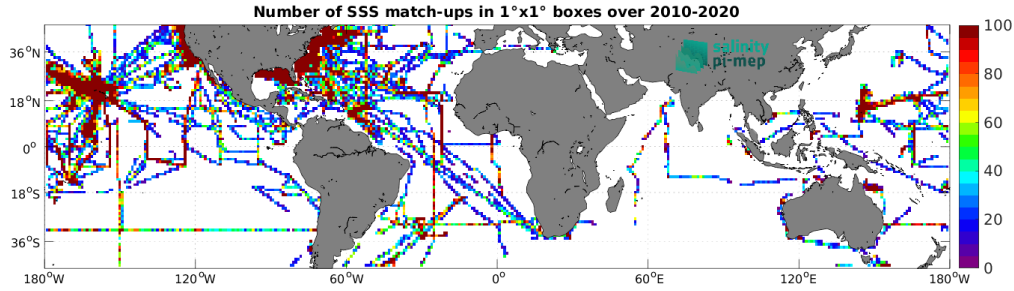 Number of SSS match-ups in 1°x1° boxes over 2010-2020
salinity
pi-mep
36°N
18°N
0°
18°S
36°S
180°W
120°W
60°W
0°
60°E
120°E
180°W
100
80
60
40
20
0